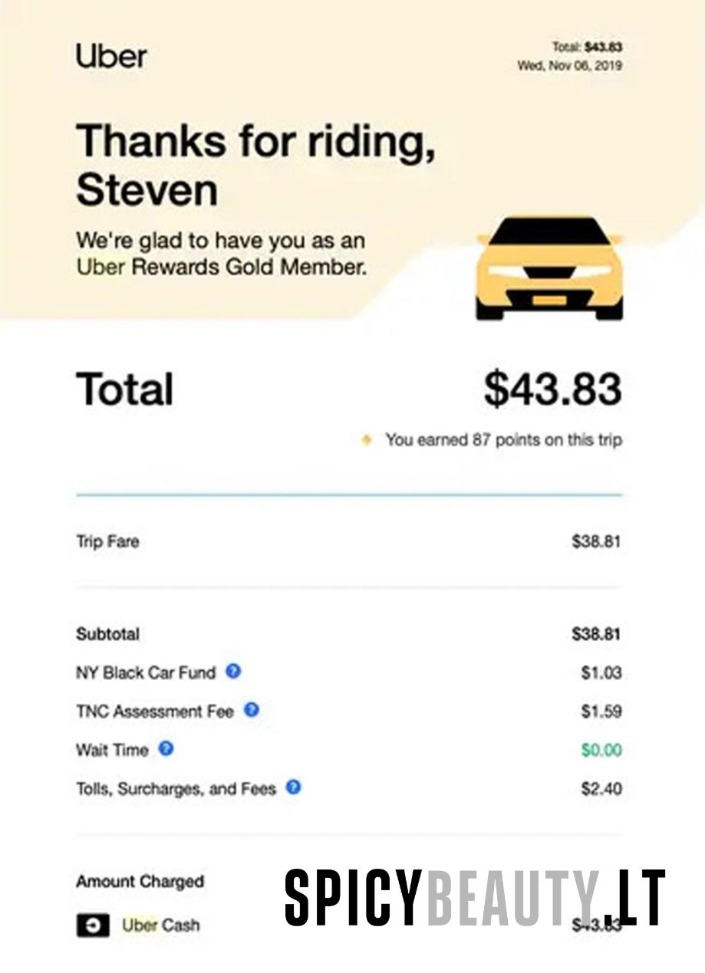 Uber
Total: $43.83
Wed, Nov 06, 2019
Thanks for riding,
Steven
We're glad to have you as an
Uber Rewards Gold Member.
Total $43.83
You earned 87 points on this trip
Trip Fare $38.81
Subtotal $38.81
NY Black Car Fund ? $1.03
TNC Assessment Fee ? $1.59
Wait Time ? $0.00
Tolls, Surcharges, and Fees ? $2.40
Amount Charged
SPICYBEAUTY.LT
Uber Cash $43.83